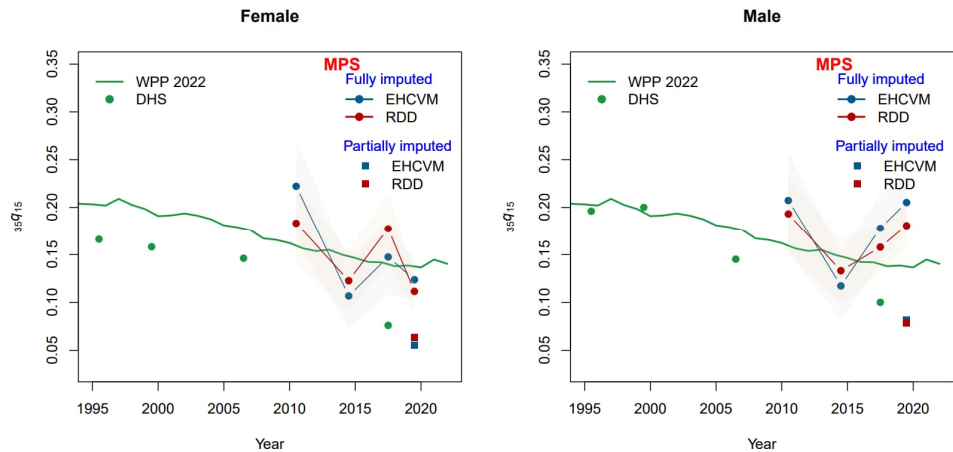 Female
0.35
0.30
0.25
0.20
0.15
0.10
0.05
35q15
WPP 2022
DHS
MPS
Fully imputed
EHCVM
RDD
Partially imputed
EHCVM
RDD
1995 2000 2005 2010 2015 2020
Year
Male
0.35
0.30
0.25
0.20
0.15
0.10
0.05
35q15
WPP 2022
DHS
MPS
Fully imputed
EHCVM
RDD
Partially imputed
EHCVM
RDD
1995 2000 2005 2010 2015 2020
Year